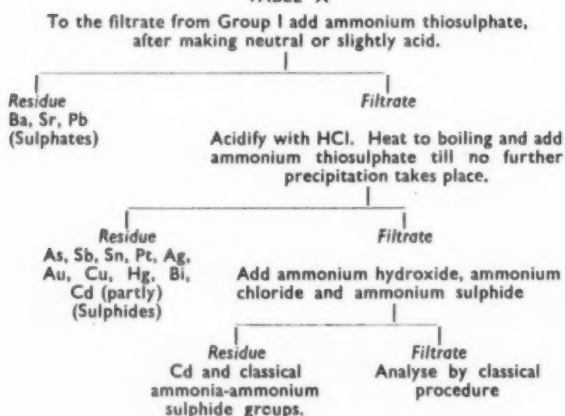 To the filtrate from Group I add ammonium thiosulphate,
after making neutral or slightly acid.
Residue
Ba, Sr, Pb
(Sulphates)
Filtrate
Acidify with HCl. Heat to boiling and add
ammonium thiosulphate till no further
precipitation takes place.
Residue
As, Sb, Sn, Pt, Ag,
Au, Cu, Hg, Bi,
Cd (partly)
(Sulphides)
Filtrate
Add ammonium hydroxide, ammonium
chloride and ammonium sulphide
Residue
Cd and classical
ammonia-ammonium
sulphide groups.
Filtrate
Analyse by classical
procedure